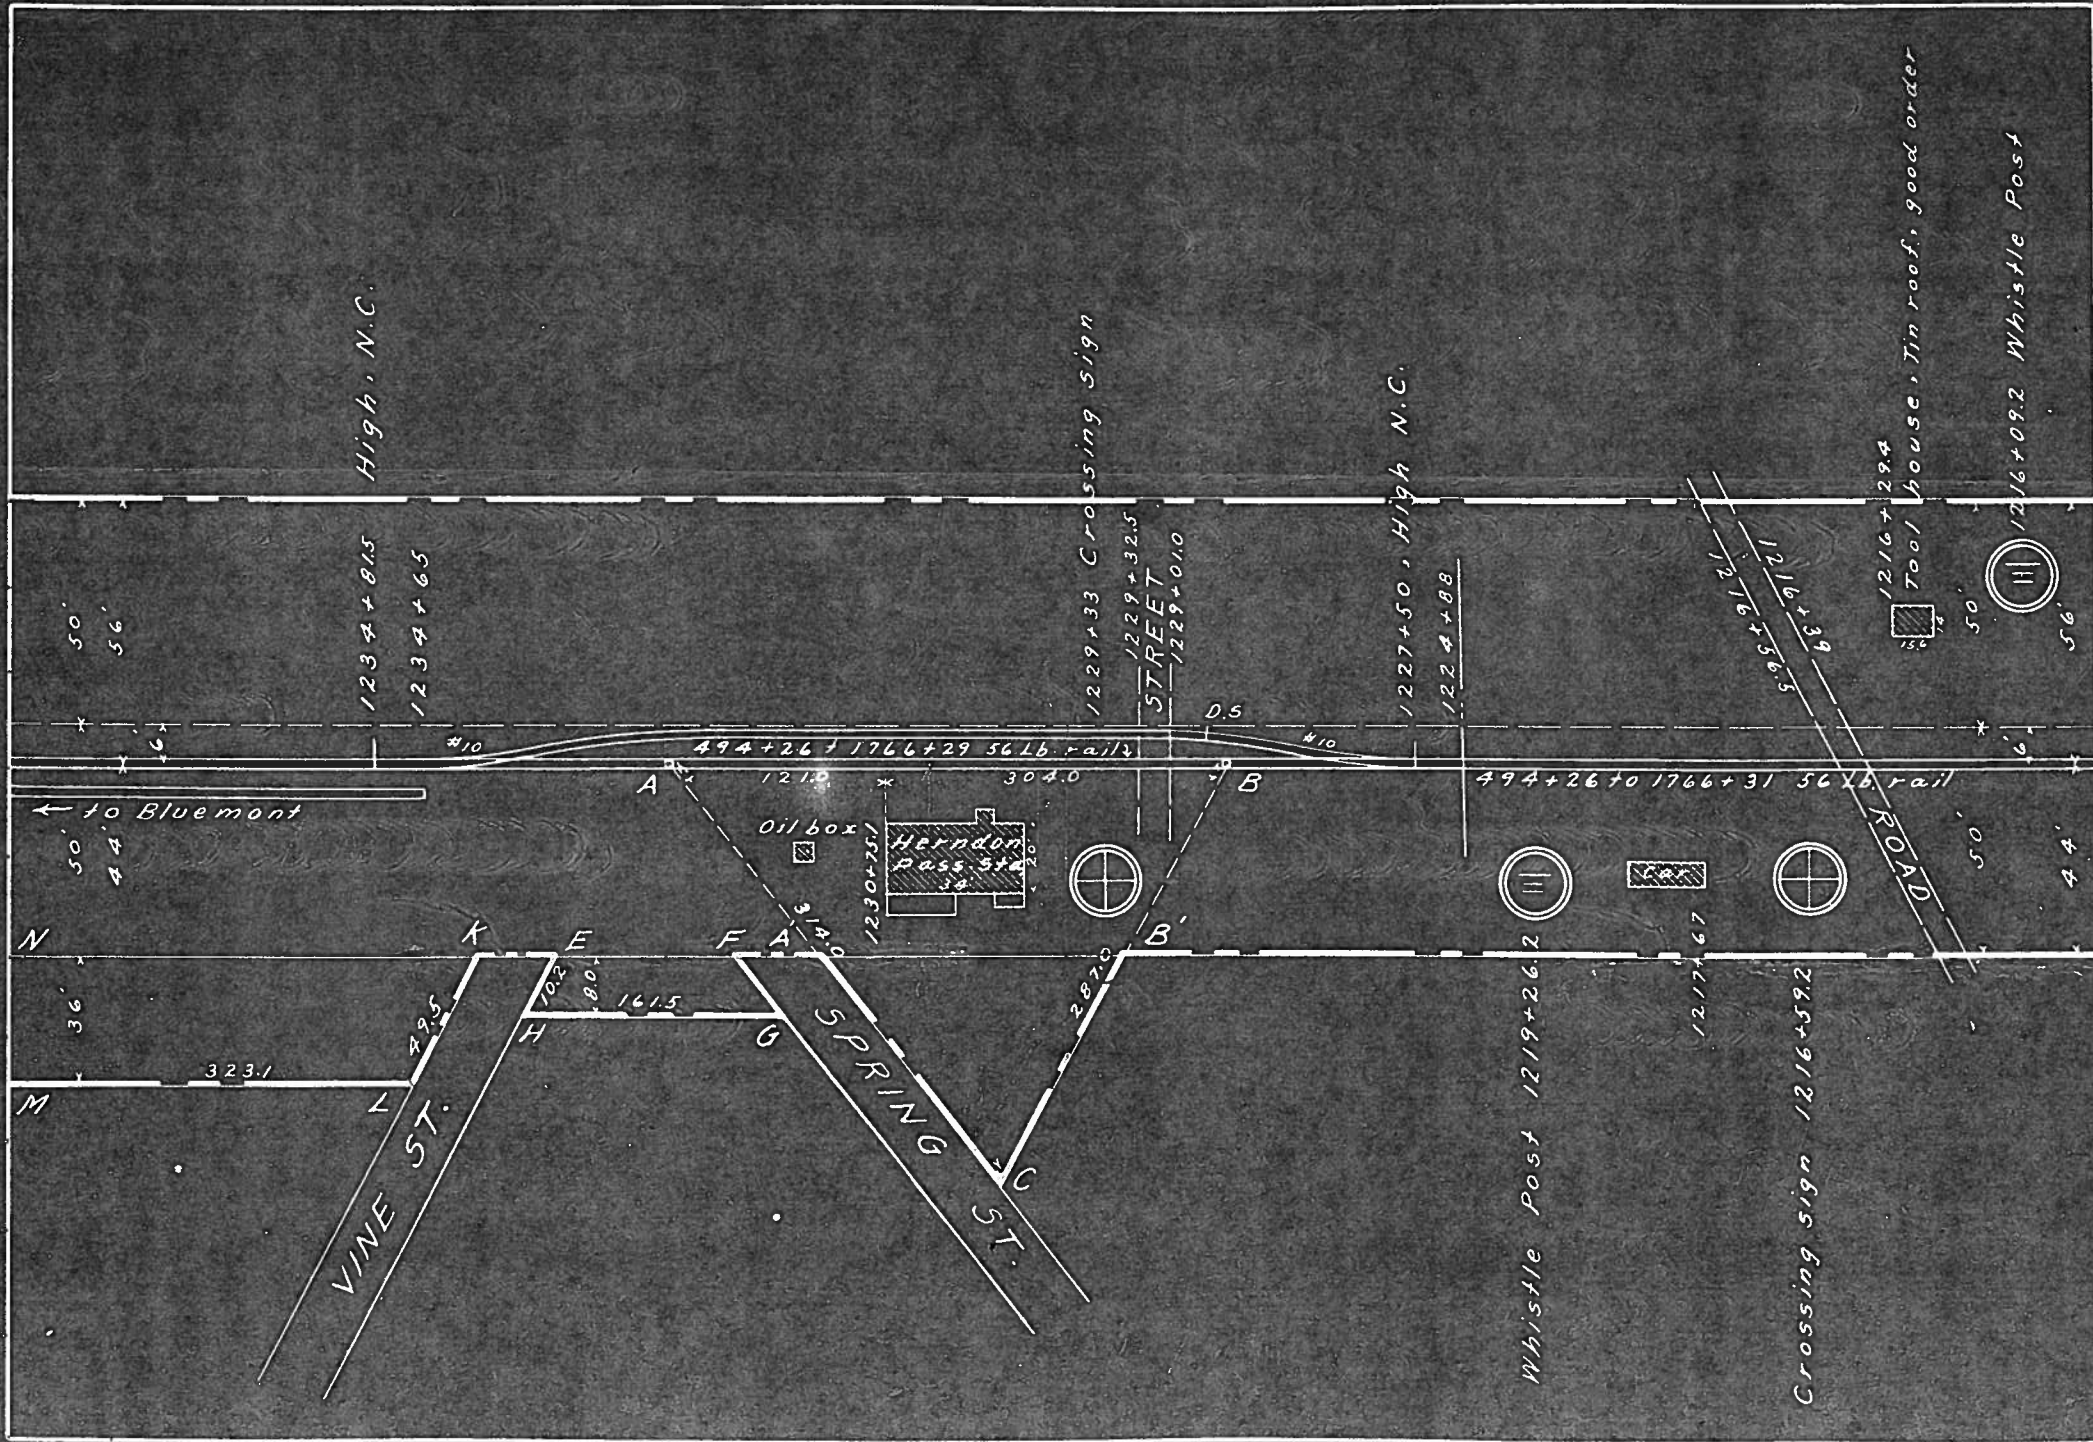 High, N.C.
1234+81.5
1234+65
50'
56'
6'
#10
494+26 + 1766+29 56 Lb. rails
1229+33 Crossing sign
1229+32.5
STREET
1229+01.0
D.S
#10
1227+50, High N.C.
1224+88
1216+56.5
1216+39
1216+29.4
Tool house, Tin roof, good order
15.6
14
1216+09.2 Whistle Post
50'
56'
6'
494+26 to 1766+31 56 Lb. rail
ROAD
50'
44'
← to Bluemont
50'
44'
A
121.0
304.0
B
Oil box
1230+75.1
Herndon
Pass. Sta
38'
20'
314.0
Car
N
K
E
F
A'
B'
36'
49.5
10.2
8.0
161.5
H
G
287.0
323.1
M
L
C
VINE ST.
SPRING ST.
Whistle Post 1219+26.2
1217+67
Crossing sign 1216+59.2